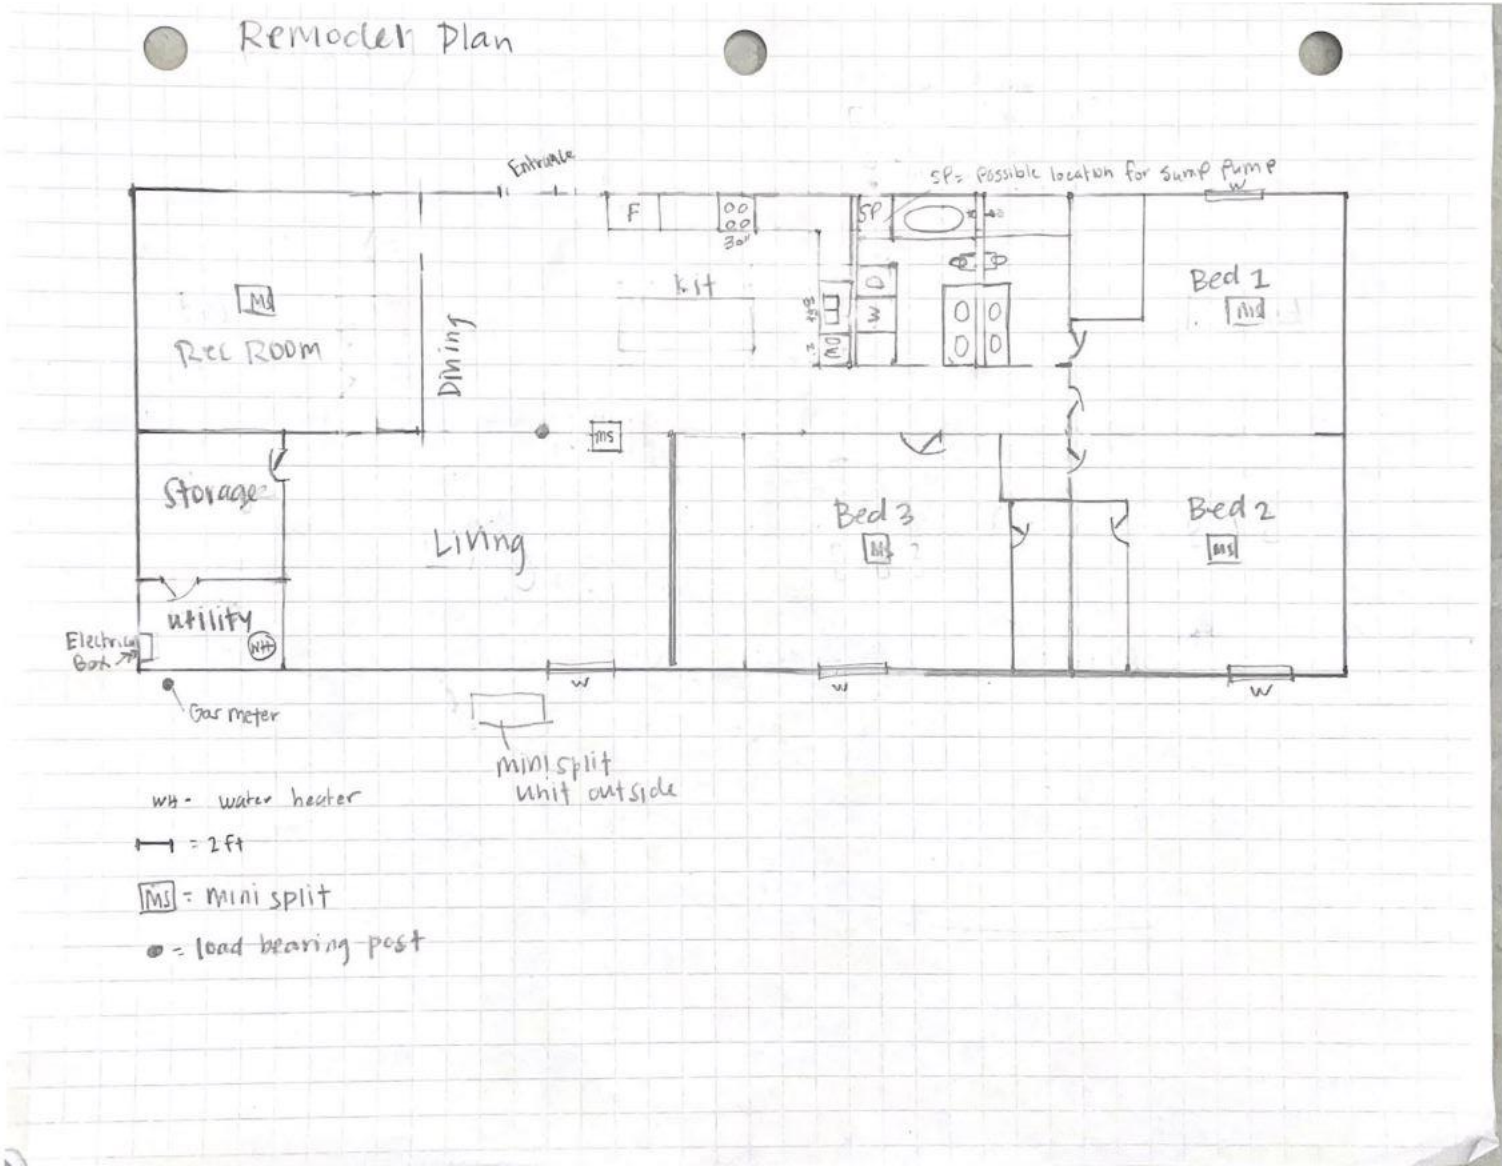 Remodel Plan
Entrance
SP= Possible location for Sump Pump
W
F
30"
SP
Kit
D
W
MS
Rec Room
Dining
Bed 1
MS
MS
Storage
Living
Bed 3
MS
Bed 2
MS
utility
WH
Electrical
Box
Gas meter
W
W
W
mini split
unit outside
WH- water heater
= 2ft
MS = mini split
= load bearing post